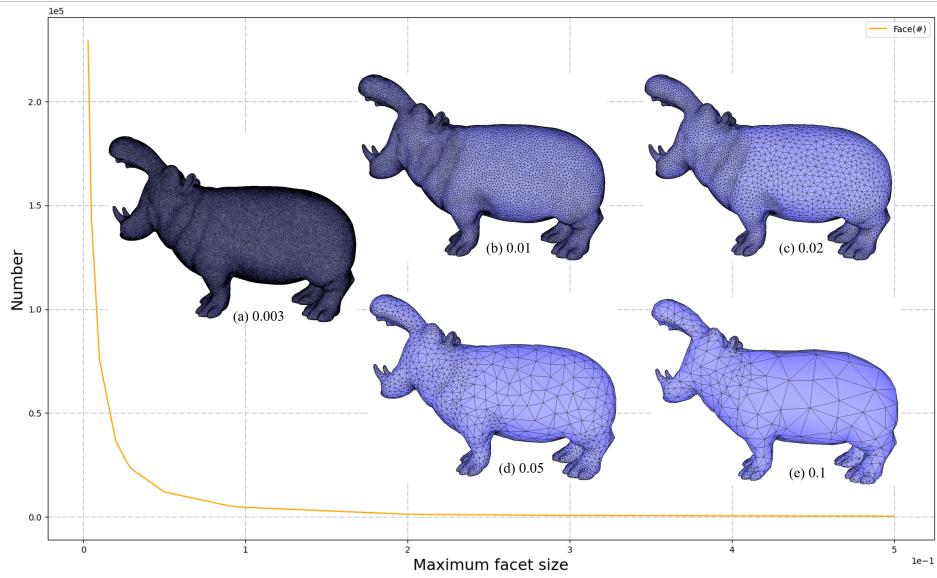 1e5
Face(#)
2.0
1.5
1.0
0.5
0.0
Number
(a) 0.003
(b) 0.01
(c) 0.02
(d) 0.05
(e) 0.1
0
1
2
3
4
5
1e−1
Maximum facet size